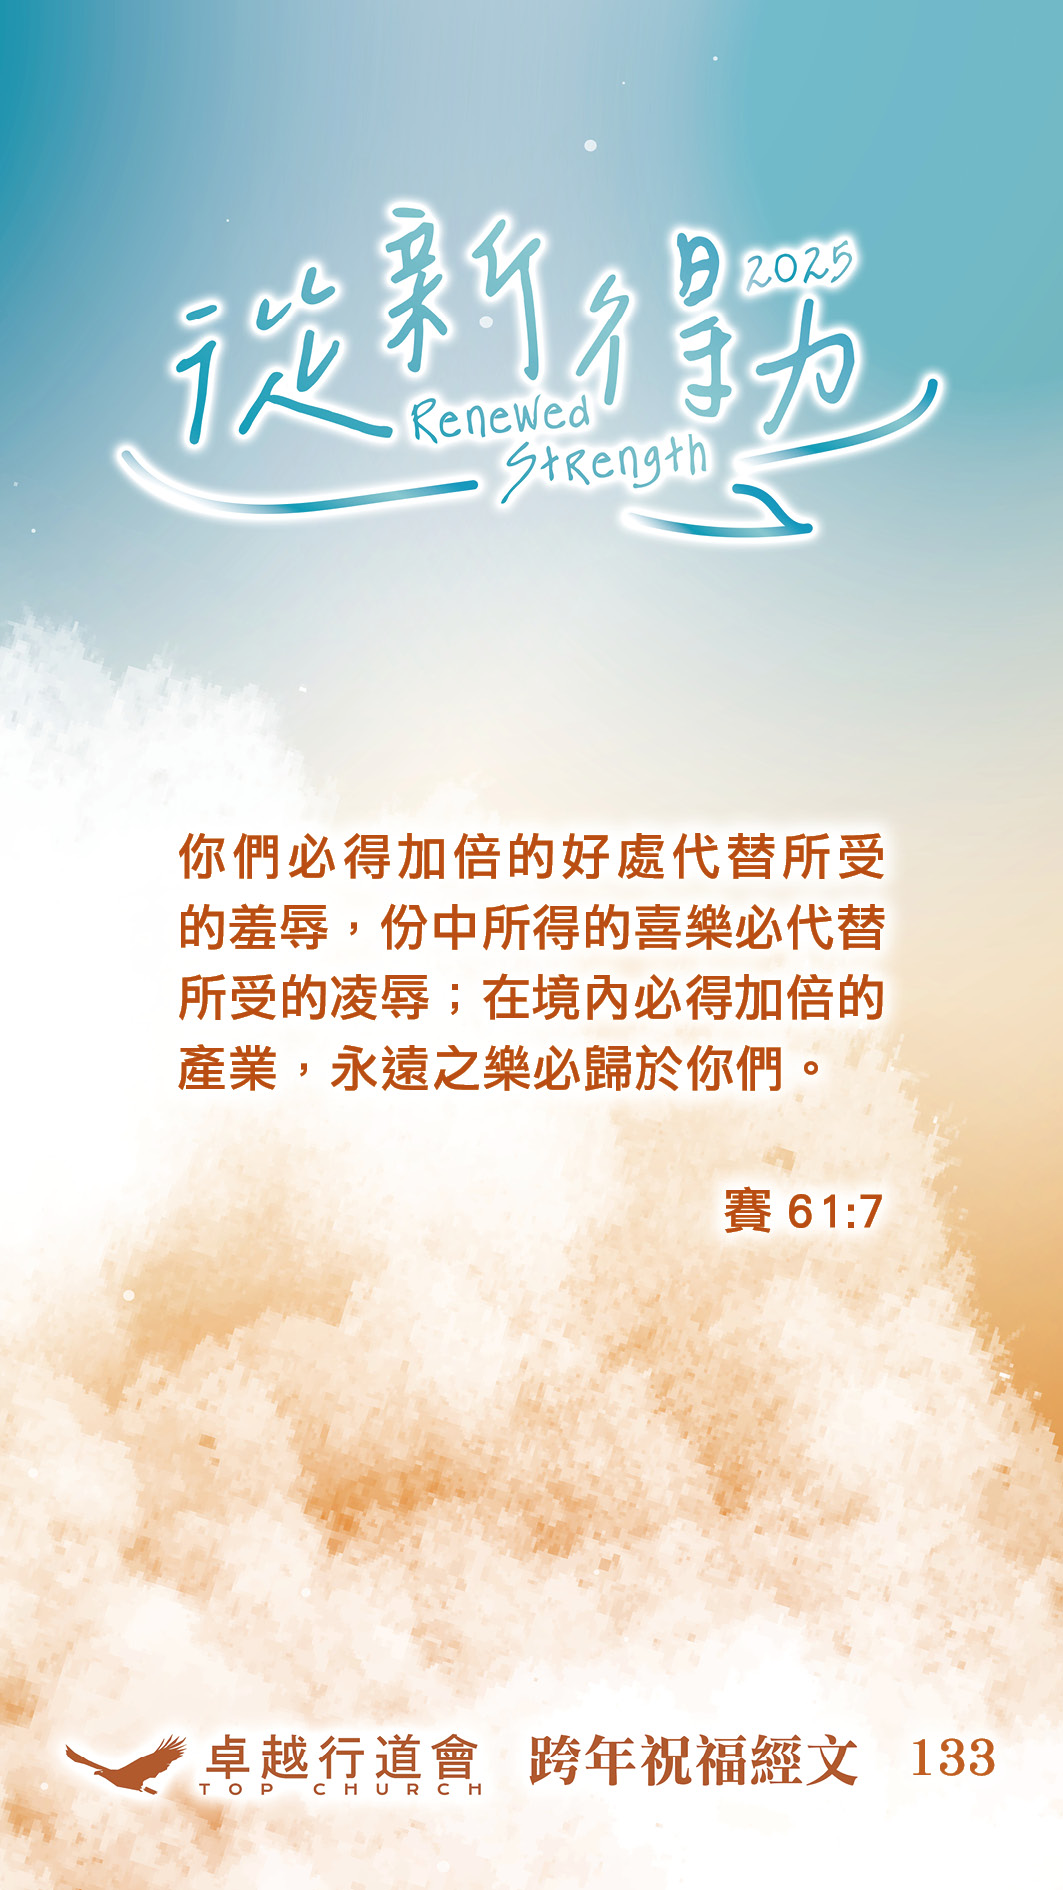 從新得力 2025
Renewed
Strength
你們必得加倍的好處代替所受
的羞辱，份中所得的喜樂必代替
所受的凌辱；在境內必得加倍的
產業，永遠之樂必歸於你們。
賽 61:7
卓越行道會 跨年祝福經文 133
TOP CHURCH